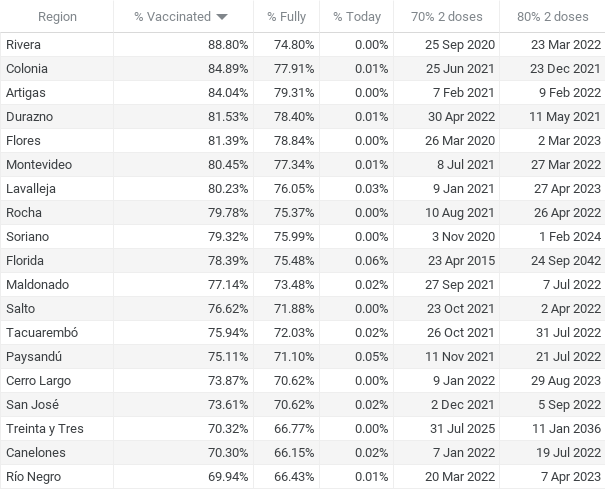 Region % Vaccinated % Fully % Today 70% 2 doses 80% 2 doses
Rivera 88.80% 74.80% 0.00% 25 Sep 2020 23 Mar 2022
Colonia 84.89% 77.91% 0.01% 25 Jun 2021 23 Dec 2021
Artigas 84.04% 79.31% 0.00% 7 Feb 2021 9 Feb 2022
Durazno 81.53% 78.40% 0.01% 30 Apr 2022 11 May 2021
Flores 81.39% 78.84% 0.00% 26 Mar 2020 2 Mar 2023
Montevideo 80.45% 77.34% 0.01% 8 Jul 2021 27 Mar 2022
Lavalleja 80.23% 76.05% 0.03% 9 Jan 2021 27 Apr 2023
Rocha 79.78% 75.37% 0.00% 10 Aug 2021 26 Apr 2022
Soriano 79.32% 75.99% 0.00% 3 Nov 2020 1 Feb 2024
Florida 78.39% 75.48% 0.06% 23 Apr 2015 24 Sep 2042
Maldonado 77.14% 73.48% 0.02% 27 Sep 2021 7 Jul 2022
Salto 76.62% 71.88% 0.00% 23 Oct 2021 2 Apr 2022
Tacuarembó 75.94% 72.03% 0.02% 26 Oct 2021 31 Jul 2022
Paysandú 75.11% 71.10% 0.05% 11 Nov 2021 21 Jul 2022
Cerro Largo 73.87% 70.62% 0.00% 9 Jan 2022 29 Aug 2023
San José 73.61% 70.62% 0.02% 2 Dec 2021 5 Sep 2022
Treinta y Tres 70.32% 66.77% 0.00% 31 Jul 2025 11 Jan 2036
Canelones 70.30% 66.15% 0.02% 7 Jan 2022 19 Jul 2022
Río Negro 69.94% 66.43% 0.01% 20 Mar 2022 7 Apr 2023